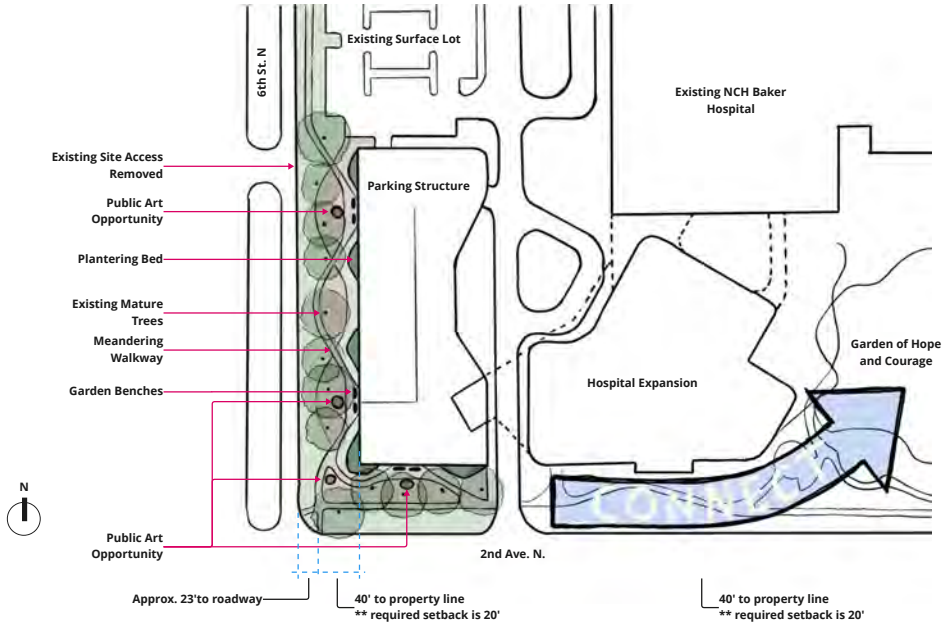 Existing Surface Lot
6th St. N
Existing NCH Baker
Hospital
Existing Site Access
Removed
Parking Structure
Public Art
Opportunity
Plantering Bed
Existing Mature
Trees
Meandering
Walkway
Garden of Hope
and Courage
Garden Benches
Hospital Expansion
CONNECT
N
Public Art
Opportunity
2nd Ave. N.
Approx. 23'to roadway
40' to property line
** required setback is 20'
40' to property line
** required setback is 20'